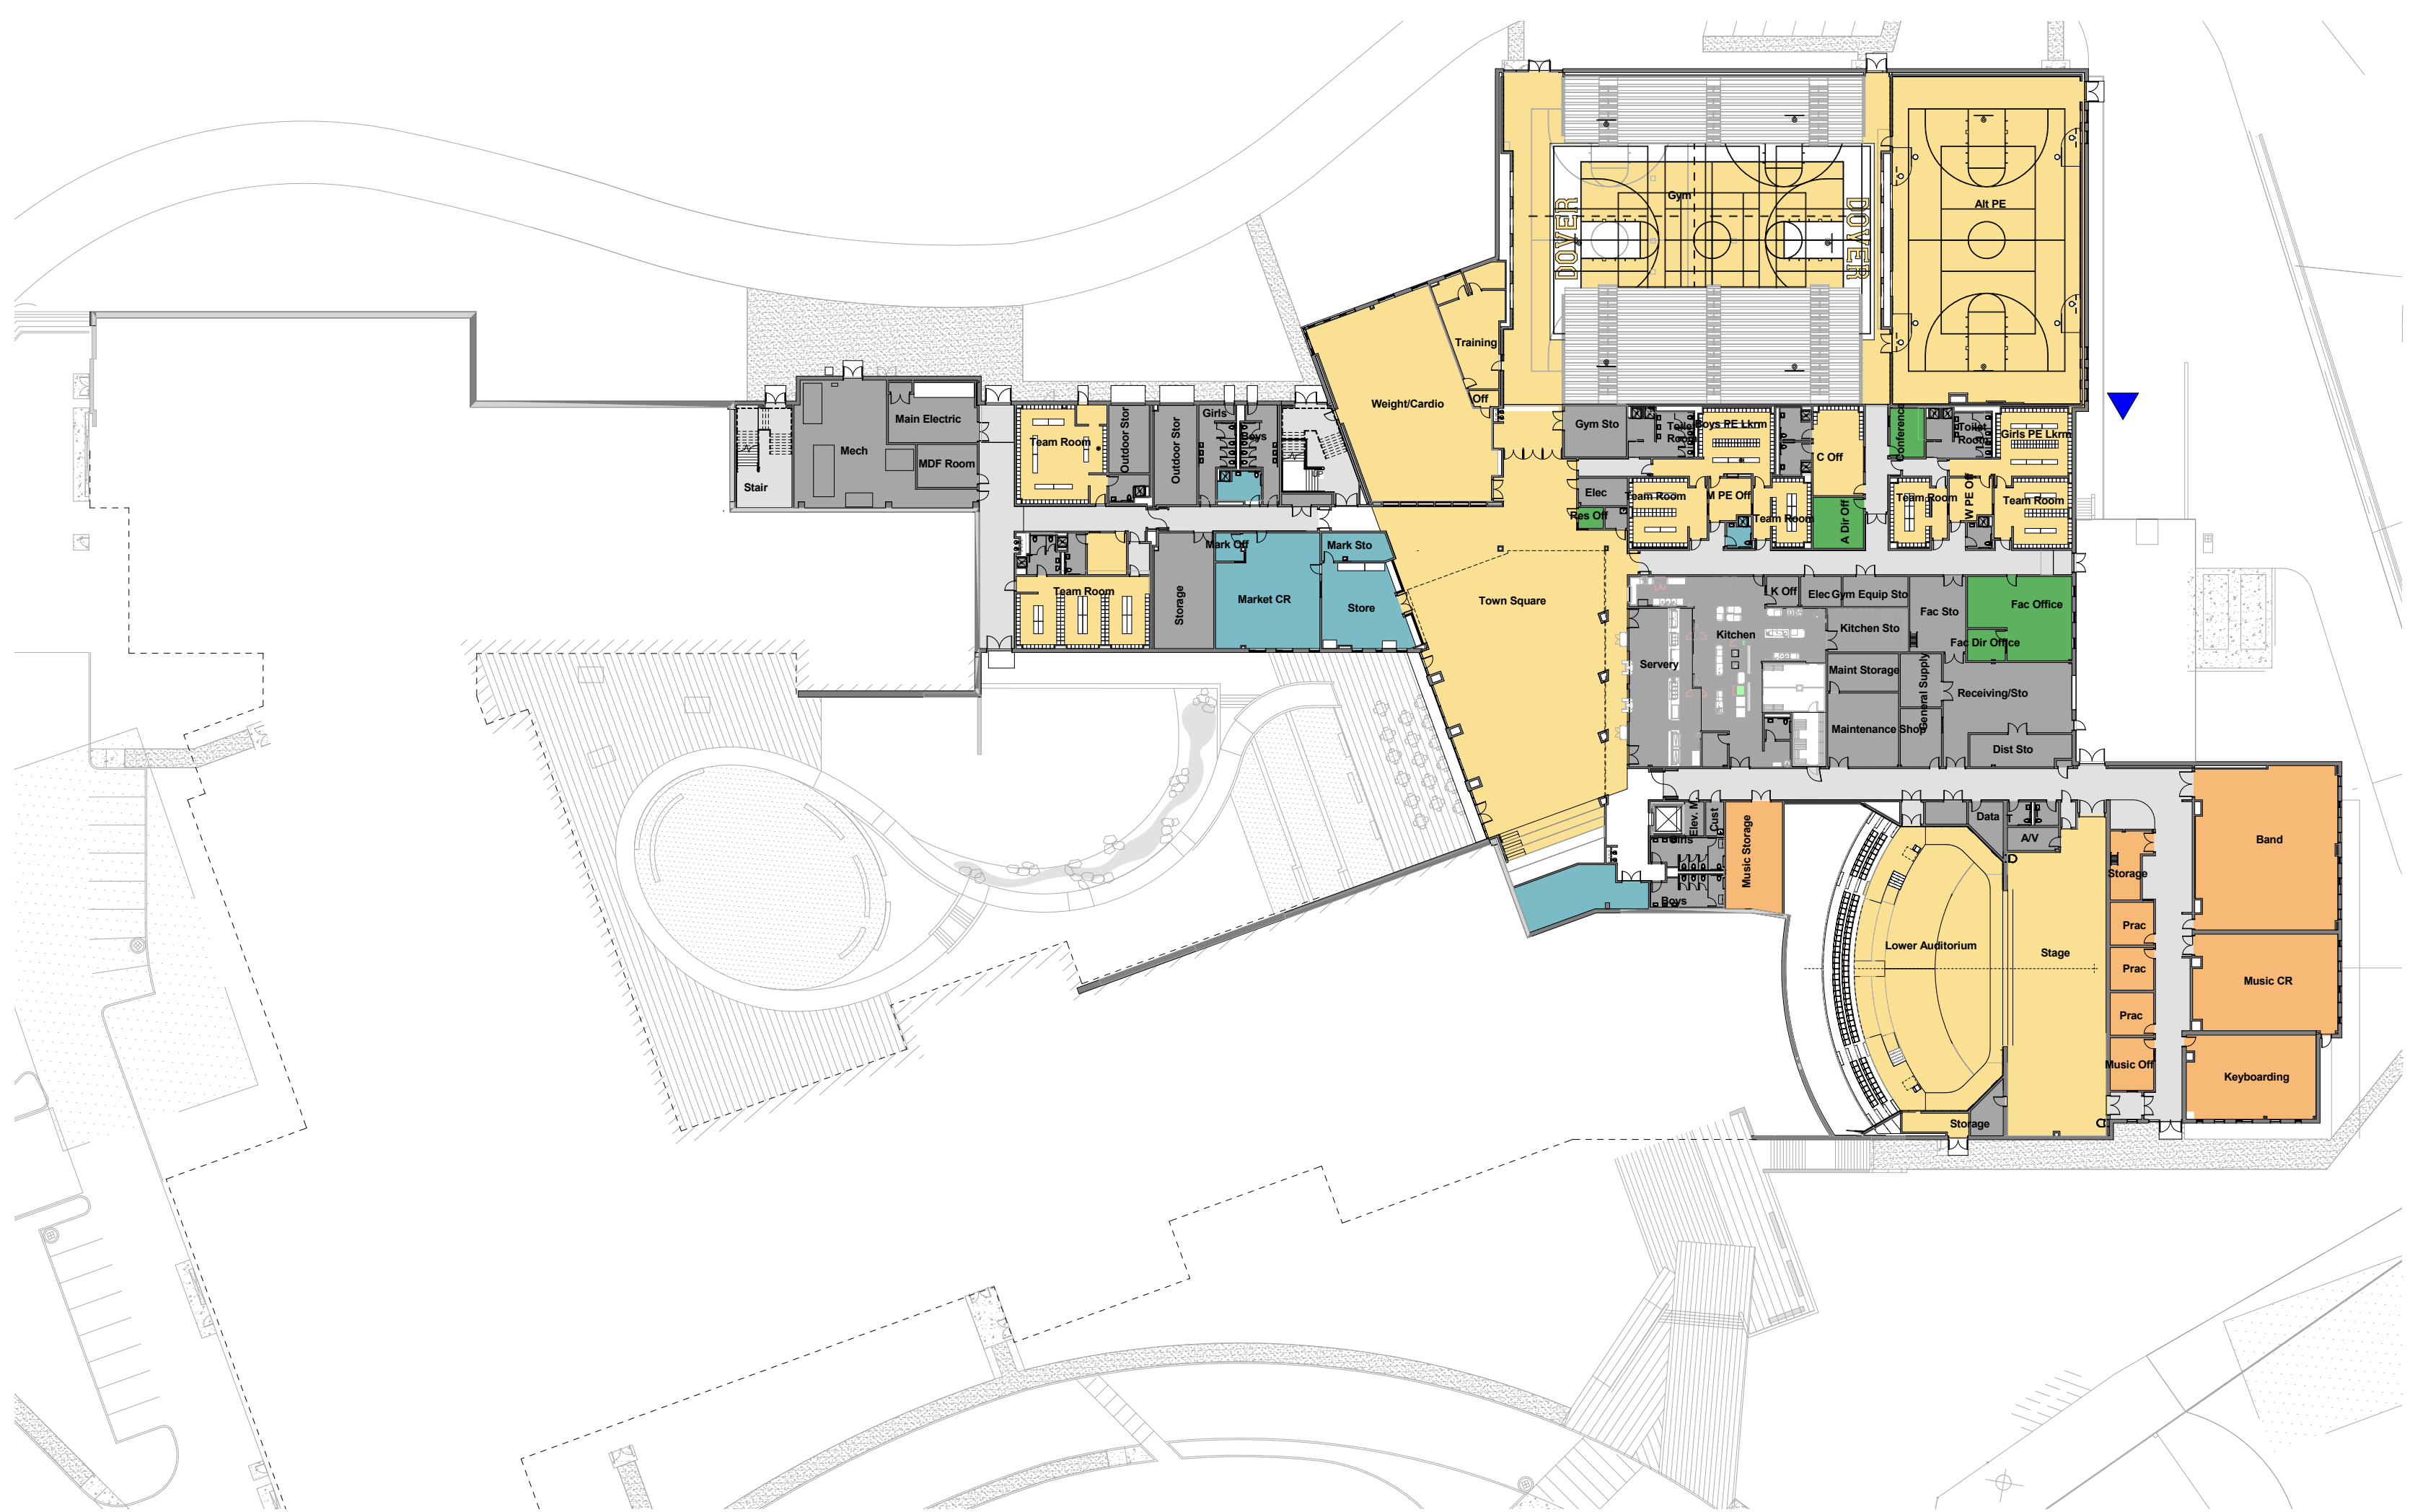 Gym
Alt PE
DOVER
DOVER
Training
Weight/Cardio
Off
Main Electric
Mech
MDF Room
Stair
Team Room
Outdoor Stor
Outdoor Stor
Girls
Boys
UP
Gym Sto
Toilet
Room
Boys PE Lkrm
C Off
Conference
Toilet
Room
Girls PE Lkrm
Elec
Res Off
Team Room
M PE Off
Team Room
A Dir Off
Team Room
W PE Off
Team Room
Mark Off
Mark Sto
Team Room
Storage
Market CR
Store
Town Square
K Off
Elec
Gym Equip Sto
Fac Sto
Fac Office
Kitchen
Kitchen Sto
Fac Dir Office
Servery
Maint Storage
General Supply
Receiving/Sto
Maintenance Shop
Dist Sto
Elev. M.
Cust
Girls
Boys
Music Storage
Data
T
A/V
Band
Storage
Prac
Lower Auditorium
Stage
Prac
Music CR
Prac
Music Off
Keyboarding
Storage